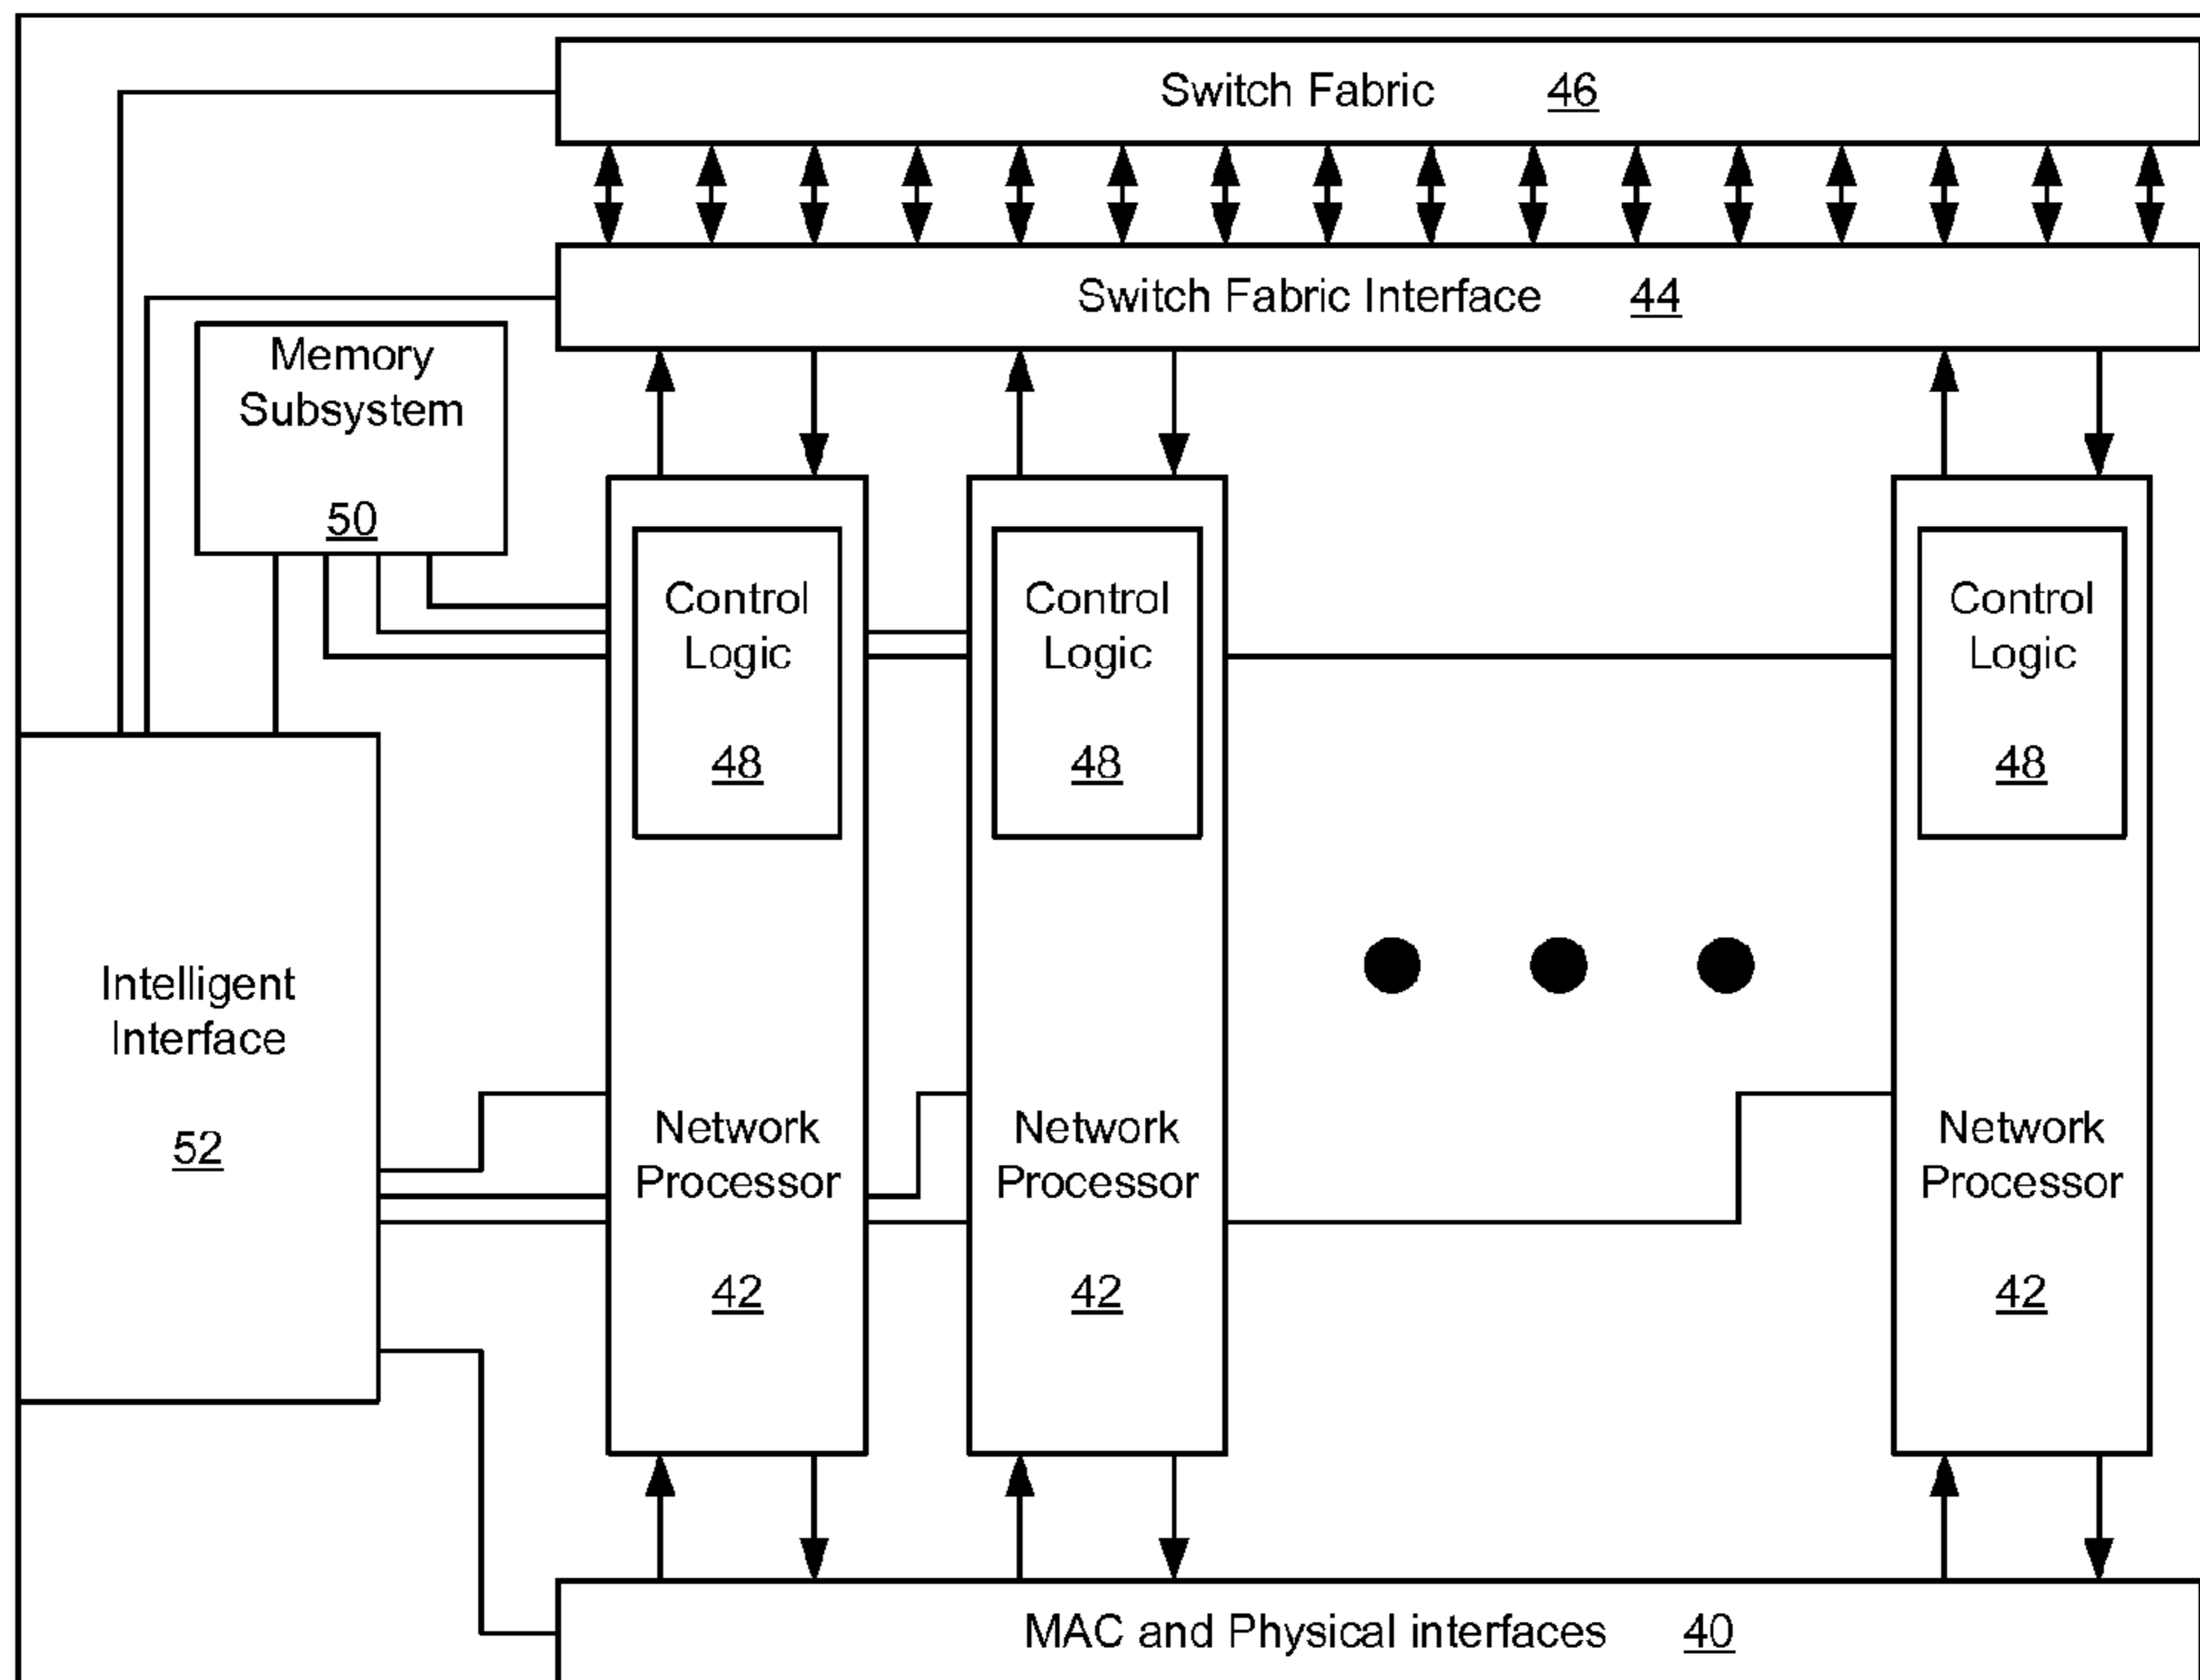 Switch Fabric 46
Switch Fabric Interface 44
Memory
Subsystem
50
Control
Logic
48
Control
Logic
48
Control
Logic
48
Intelligent
Interface
52
Network
Processor
42
Network
Processor
42
Network
Processor
42
MAC and Physical interfaces 40